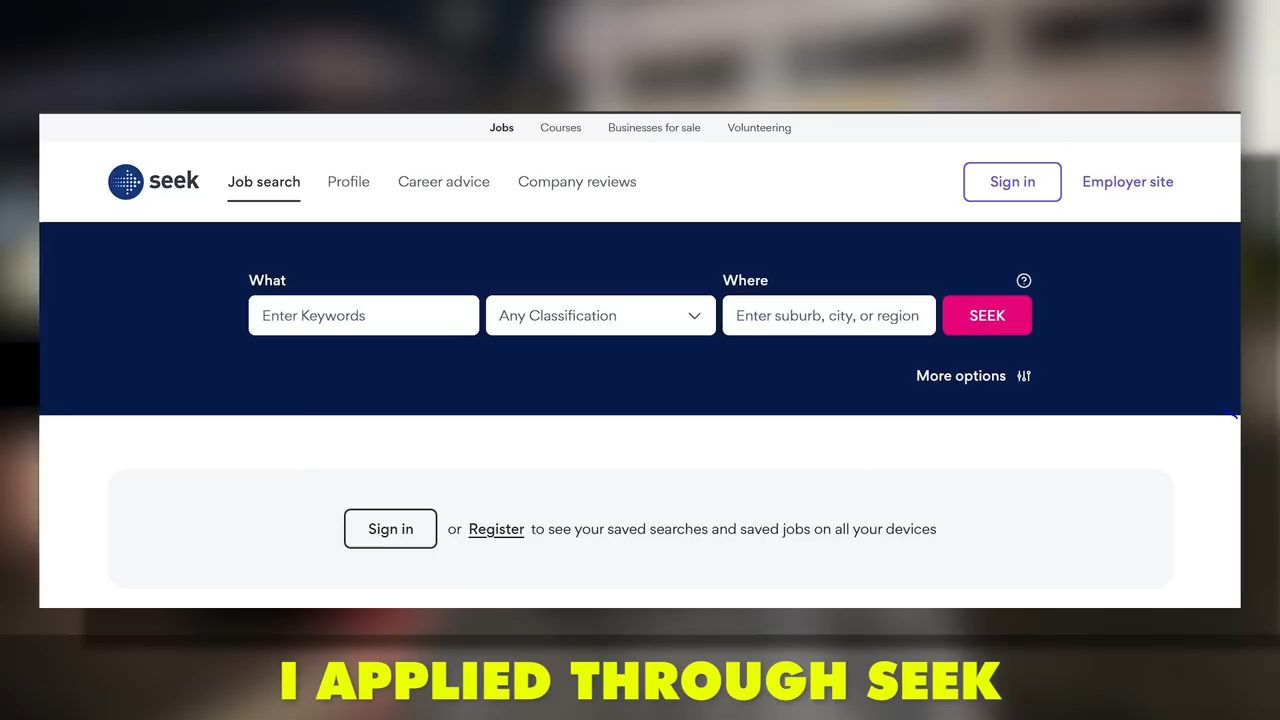 Jobs Courses Businesses for sale Volunteering
seek Job search Profile Career advice Company reviews Sign in Employer site
What Where
Enter Keywords Any Classification Enter suburb, city, or region SEEK
More options
Sign in or Register to see your saved searches and saved jobs on all your devices
I APPLIED THROUGH SEEK